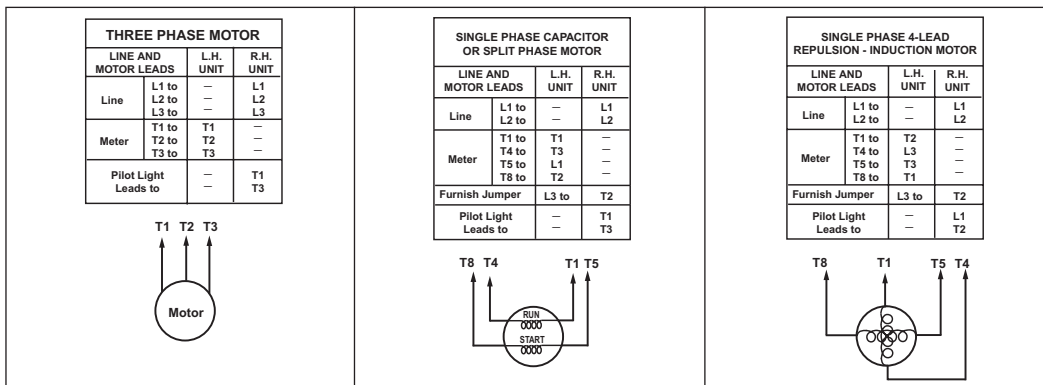 THREE PHASE MOTOR
LINE AND MOTOR LEADS L.H. UNIT R.H. UNIT
Line L1 to – L1
L2 to – L2
L3 to – L3
Meter T1 to T1 –
T2 to T2 –
T3 to T3 –
Pilot Light Leads to – T1
– T3
T1 T2 T3
Motor
SINGLE PHASE CAPACITOR
OR SPLIT PHASE MOTOR
LINE AND MOTOR LEADS L.H. UNIT R.H. UNIT
Line L1 to – L1
L2 to – L2
Meter T1 to T1 –
T4 to T3 –
T5 to L1 –
T8 to T2 –
Furnish Jumper L3 to T2
Pilot Light Leads to – T1
– T3
T8 T4 T1 T5
RUN
START
SINGLE PHASE 4-LEAD
REPULSION - INDUCTION MOTOR
LINE AND MOTOR LEADS L.H. UNIT R.H. UNIT
Line L1 to – L1
L2 to – L2
Meter T1 to T2 –
T4 to L3 –
T5 to T3 –
T8 to T1 –
Furnish Jumper L3 to T2
Pilot Light Leads to – L1
– T2
T8 T1 T5 T4